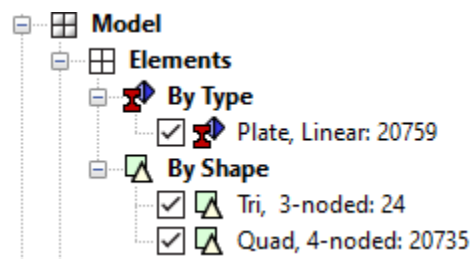 Model
Elements
By Type
Plate, Linear: 20759
By Shape
Tri, 3-noded: 24
Quad, 4-noded: 20735